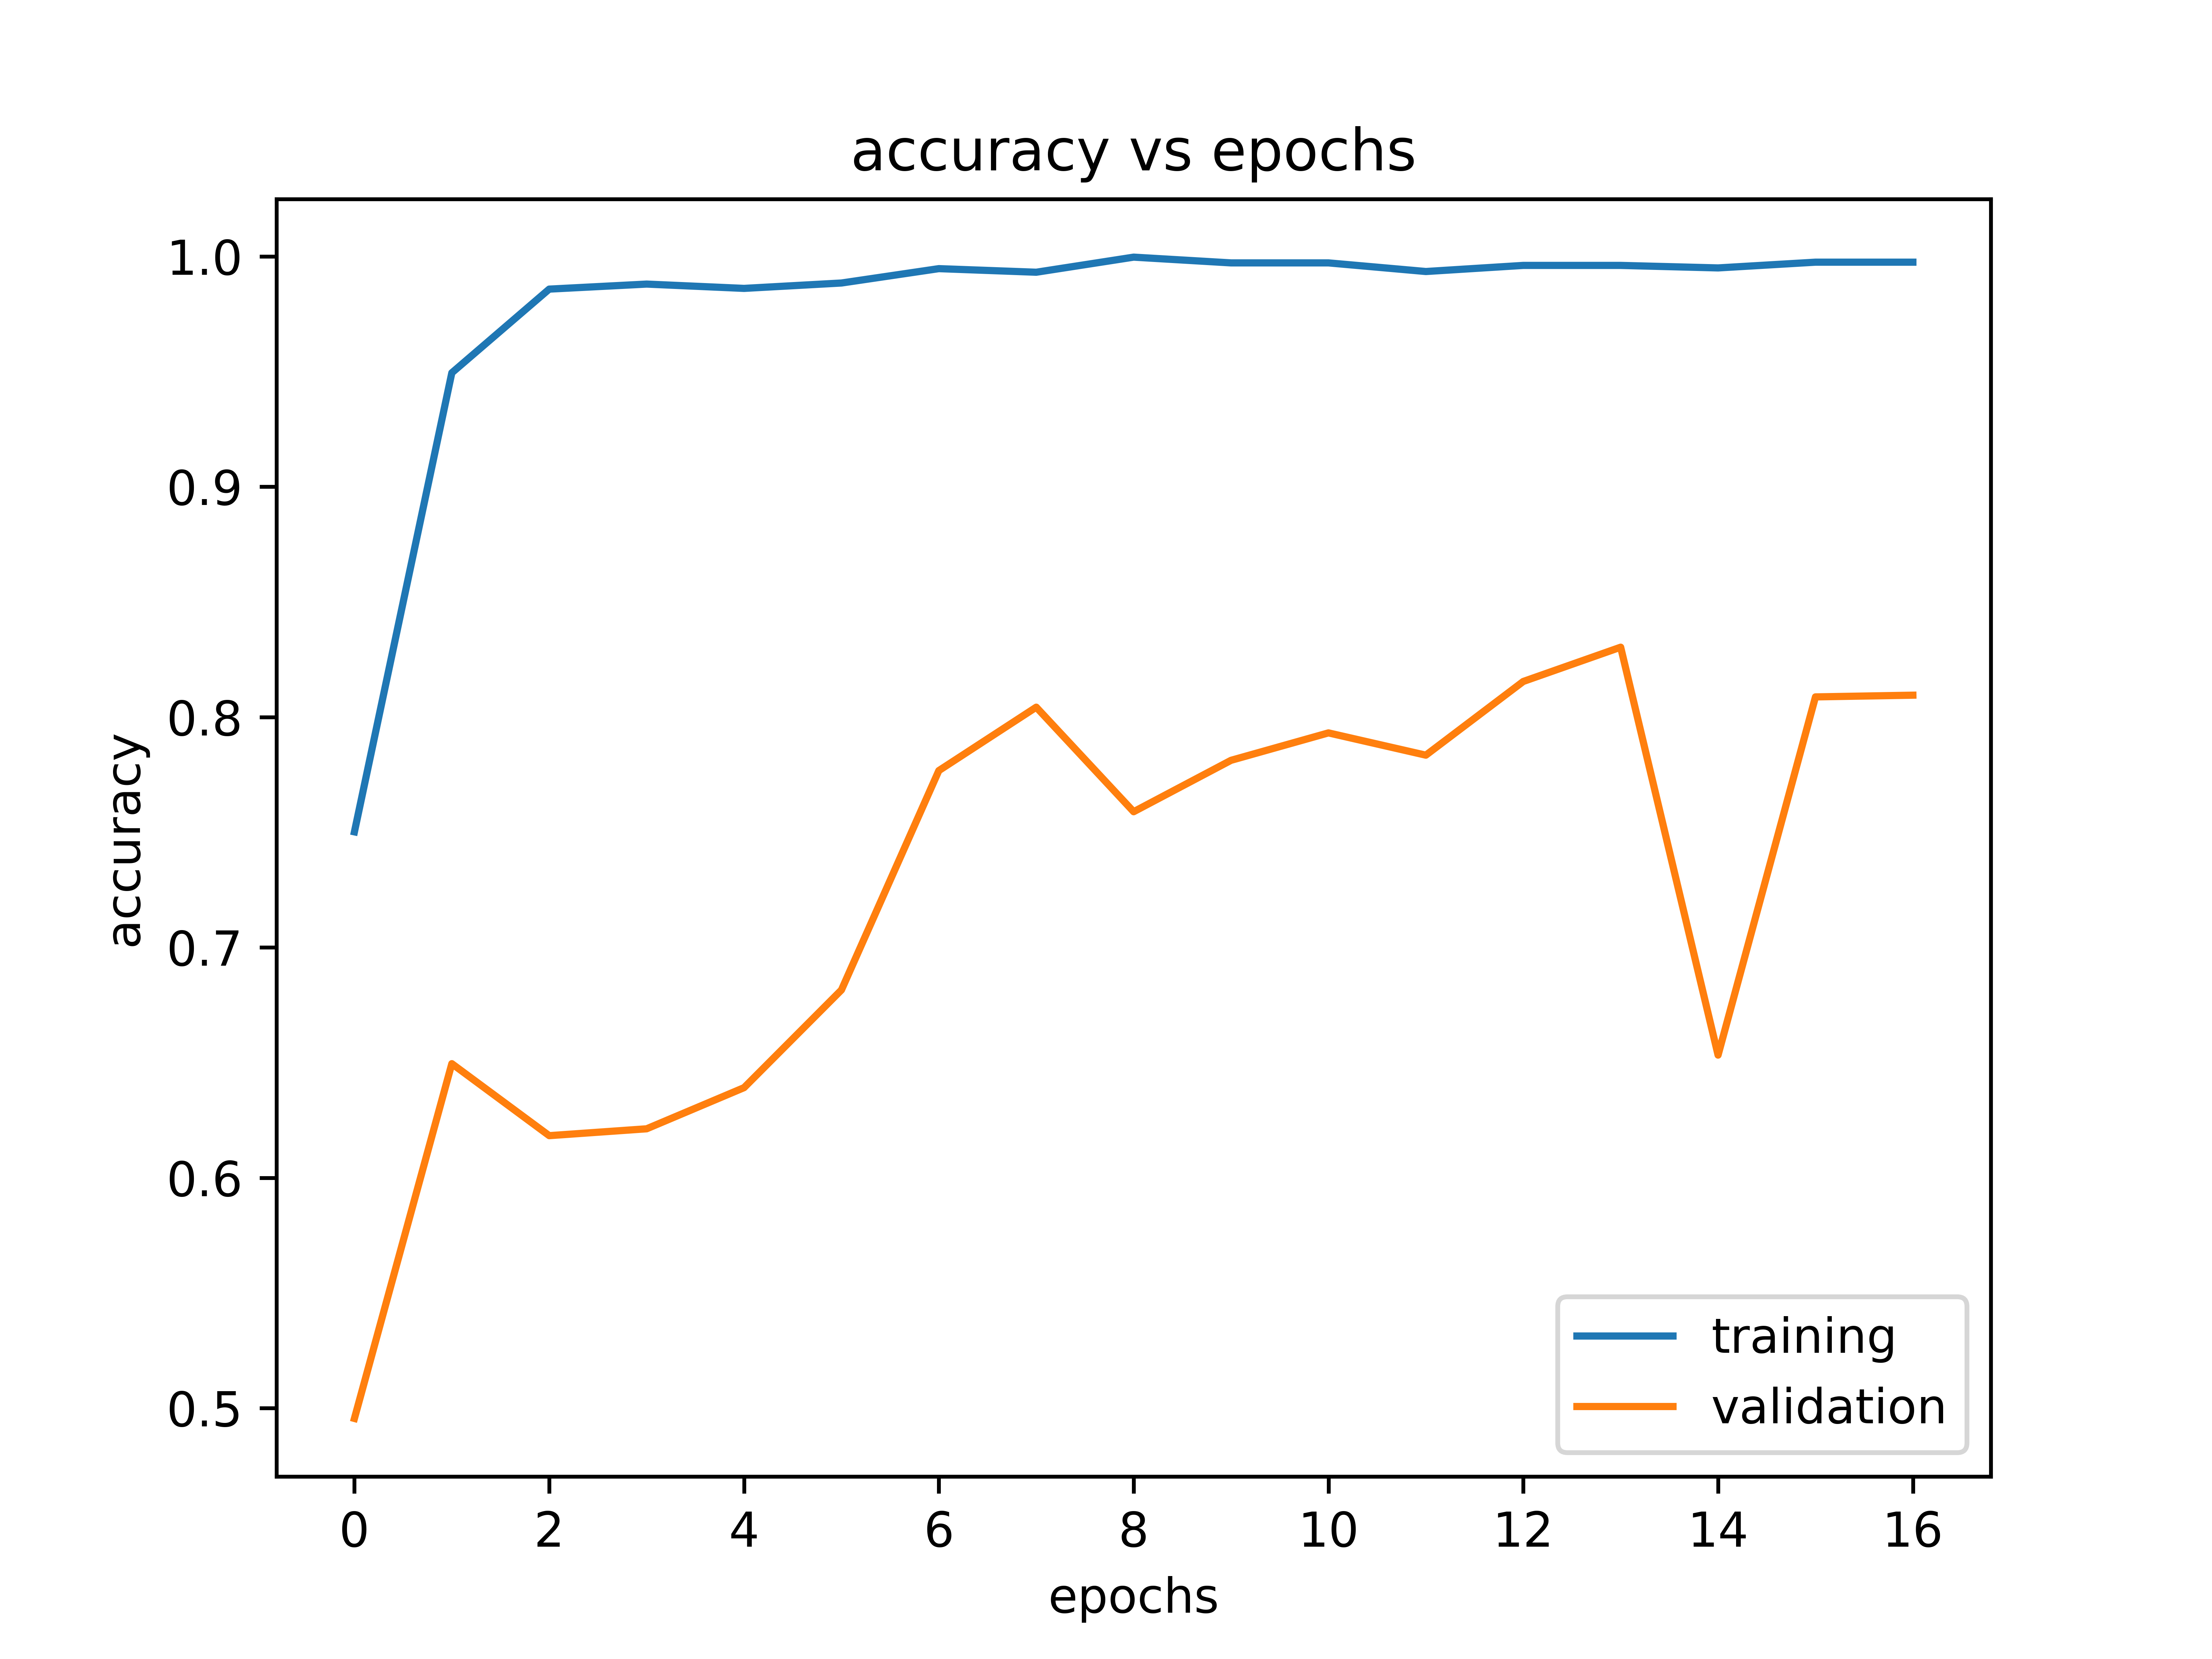 accuracy vs epochs
1.0
0.9
0.8
0.7
0.6
0.5
accuracy
training
validation
0 2 4 6 8 10 12 14 16
epochs